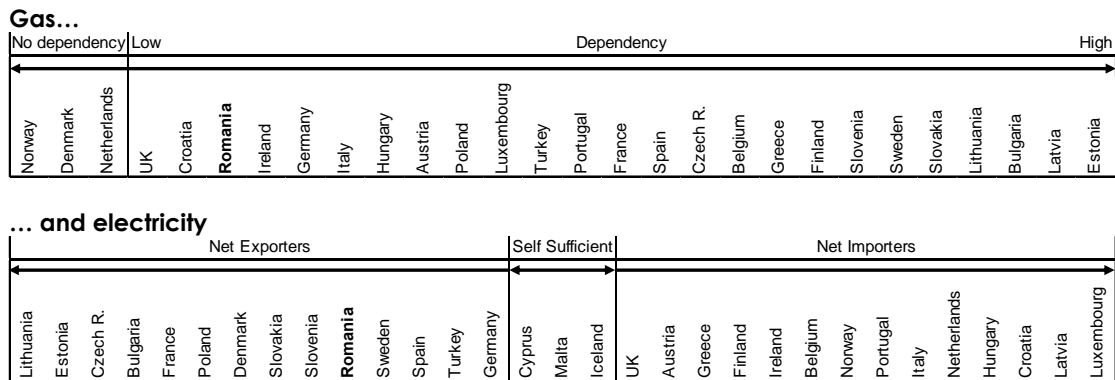 Gas…
No dependency Low Dependency High
Norway
Denmark
Netherlands
UK
Croatia
Romania
Ireland
Germany
Italy
Hungary
Austria
Poland
Luxembourg
Turkey
Portugal
France
Spain
Czech R.
Belgium
Greece
Finland
Slovenia
Sweden
Slovakia
Lithuania
Bulgaria
Latvia
Estonia
… and electricity
Net Exporters Self Sufficient Net Importers
Lithuania
Estonia
Czech R.
Bulgaria
France
Poland
Denmark
Slovakia
Slovenia
Romania
Sweden
Spain
Turkey
Germany
Cyprus
Malta
Iceland
UK
Austria
Greece
Finland
Ireland
Belgium
Norway
Portugal
Italy
Netherlands
Hungary
Croatia
Latvia
Luxembourg